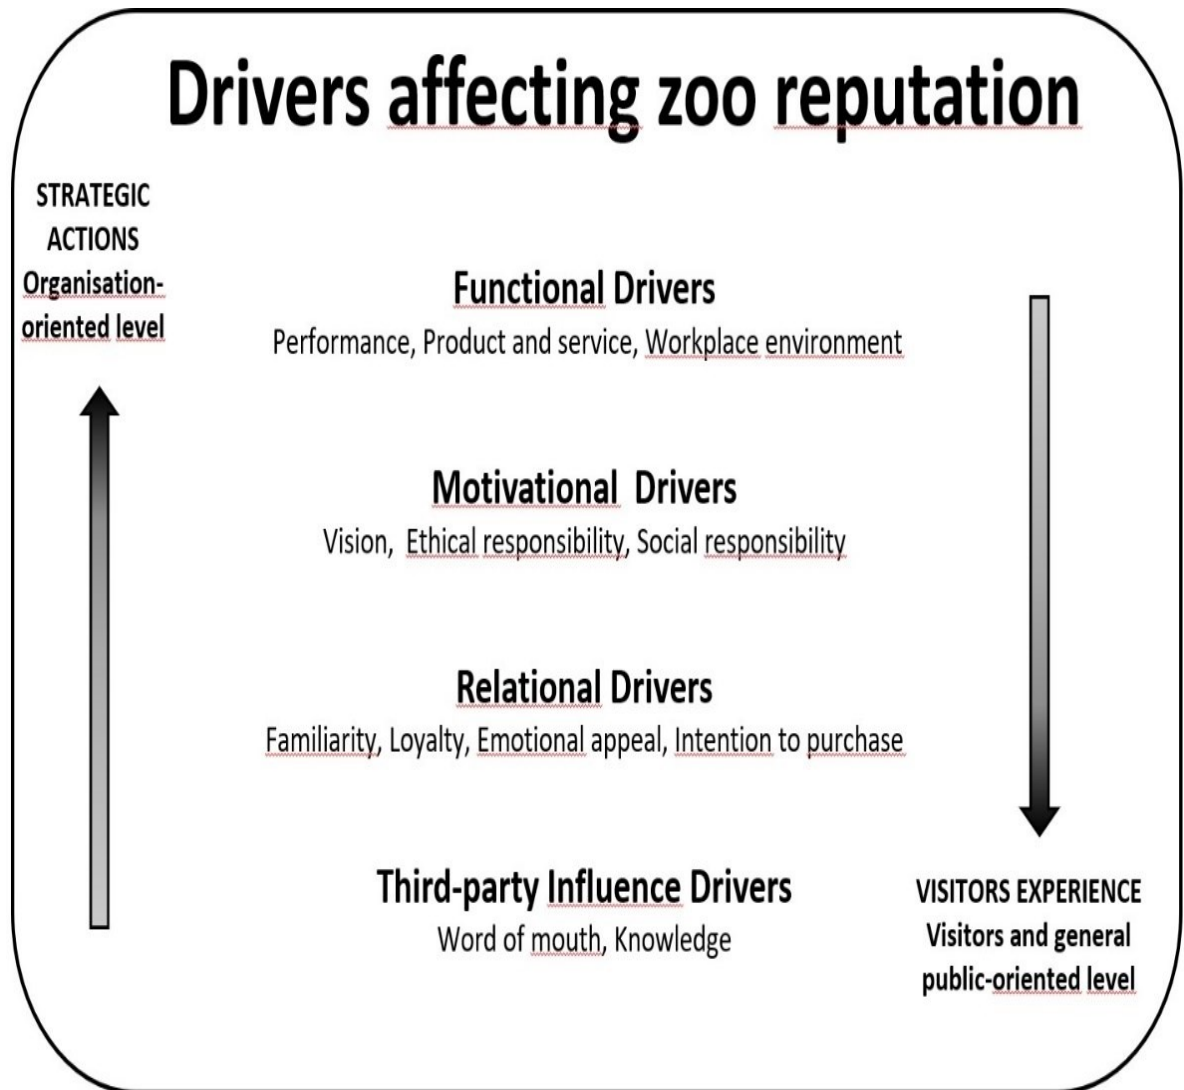 Drivers affecting zoo reputation
STRATEGIC
ACTIONS
Organisation-
oriented level
Functional Drivers
Performance, Product and service, Workplace environment
Motivational Drivers
Vision, Ethical responsibility, Social responsibility
Relational Drivers
Familiarity, Loyalty, Emotional appeal, Intention to purchase
Third-party Influence Drivers
Word of mouth, Knowledge
VISITORS EXPERIENCE
Visitors and general
public-oriented level